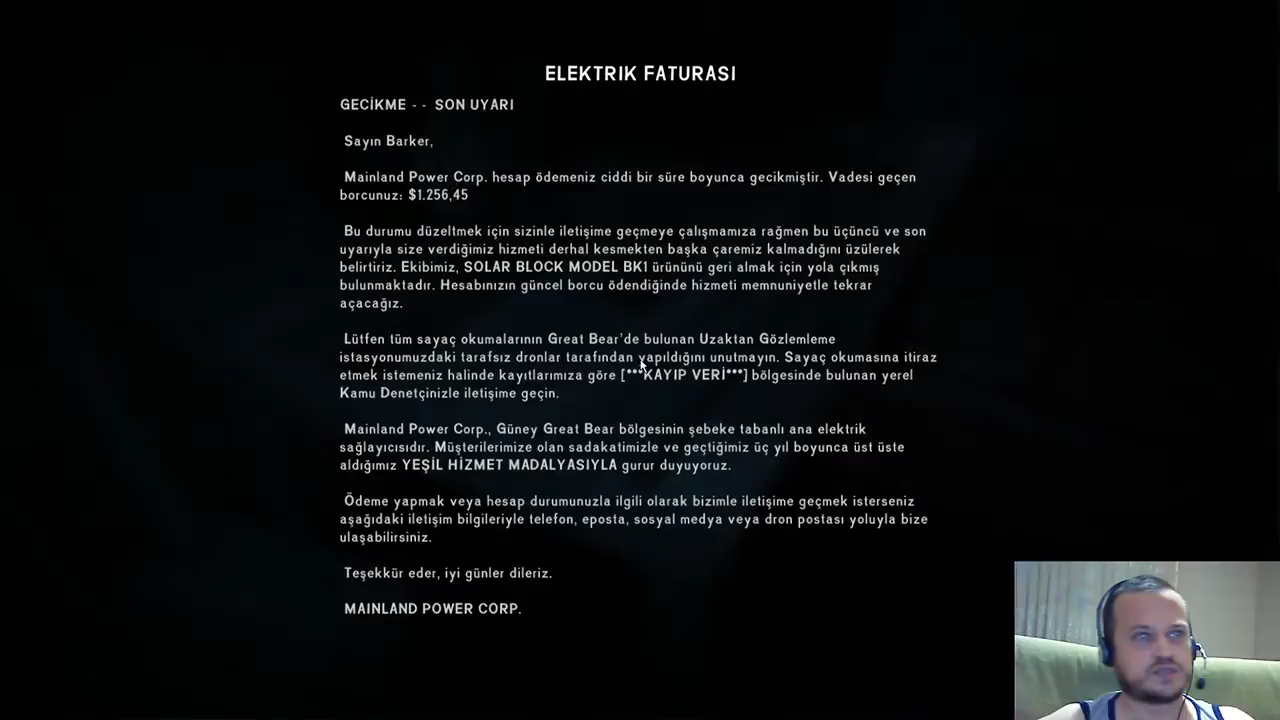 ELEKTRIK FATURASI
GECİKME -- SON UYARI
Sayın Barker,
Mainland Power Corp. hesap ödemeniz ciddi bir süre boyunca gecikmiştir. Vadesi geçen
borcunuz: $1.256,45
Bu durumu düzeltmek için sizinle iletişime geçmeye çalışmamıza rağmen bu üçüncü ve son
uyarıyla size verdiğimiz hizmeti derhal kesmekten başka çaremiz kalmadığını üzülerek
belirtiriz. Ekibimiz, SOLAR BLOCK MODEL BK1 ürününü geri almak için yola çıkmış
bulunmaktadır. Hesabınızın güncel borcu ödendiğinde hizmeti memnuniyetle tekrar
açacağız.
Lütfen tüm sayaç okumalarının Great Bear'de bulunan Uzaktan Gözlemleme
istasyonumuzdaki tarafsız dronlar tarafından yapıldığını unutmayın. Sayaç okumasına itiraz
etmek istemeniz halinde kayıtlarımıza göre [***KAYIP VERİ***] bölgesinde bulunan yerel
Kamu Denetçinizle iletişime geçin.
Mainland Power Corp., Güney Great Bear bölgesinin şebeke tabanlı ana elektrik
sağlayıcısıdır. Müşterilerimize olan sadakatimizle ve geçtiğimiz üç yıl boyunca üst üste
aldığımız YEŞİL HİZMET MADALYASIYLA gurur duyuyoruz.
Ödeme yapmak veya hesap durumunuzla ilgili olarak bizimle iletişime geçmek isterseniz
aşağıdaki iletişim bilgileriyle telefon, eposta, sosyal medya veya dron postası yoluyla bize
ulaşabilirsiniz.
Teşekkür eder, iyi günler dileriz.
MAINLAND POWER CORP.